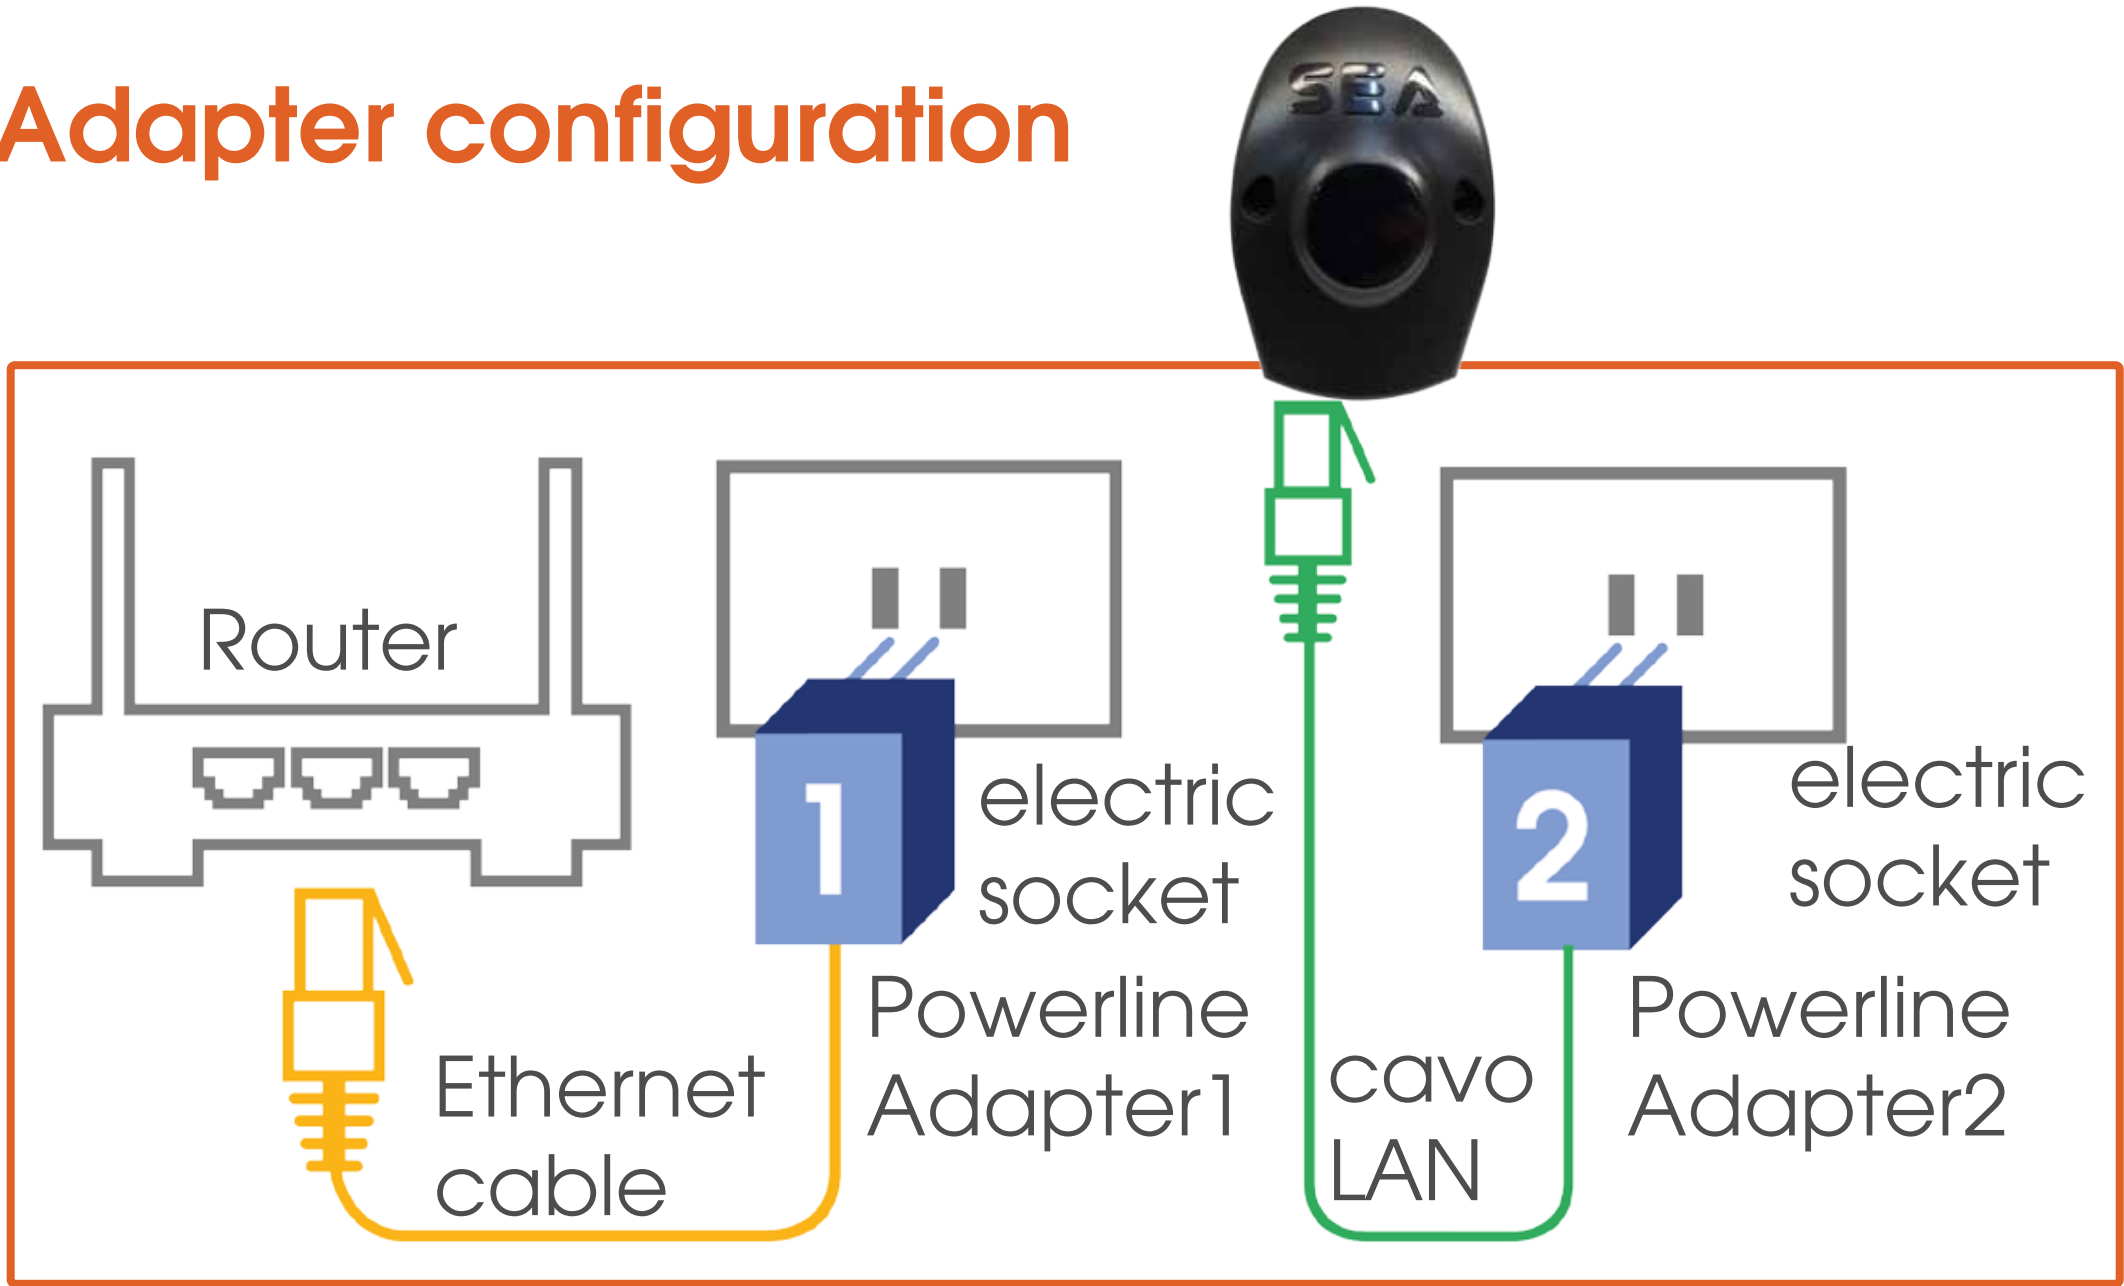 Adapter configuration
SEA
Router
electric
socket
electric
socket
Powerline
Adapter1
Powerline
Adapter2
Ethernet
cable
cavo
LAN
1
2